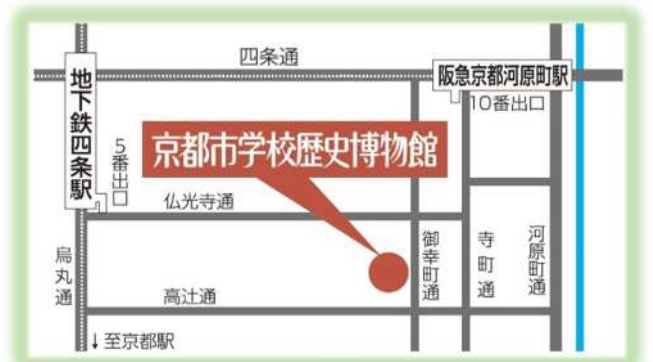 四条通
地下鉄四条駅
阪急京都河原町駅
10番出口
5番出口
京都市学校歴史博物館
仏光寺通
烏丸通
御幸町通
寺町通
河原町通
高辻通
↓至京都駅